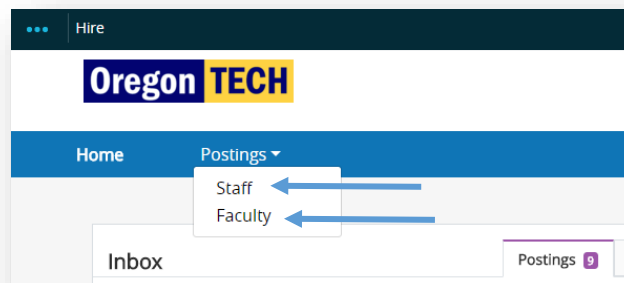 Hire
Oregon TECH
Home Postings
Staff
Faculty
Inbox Postings 9